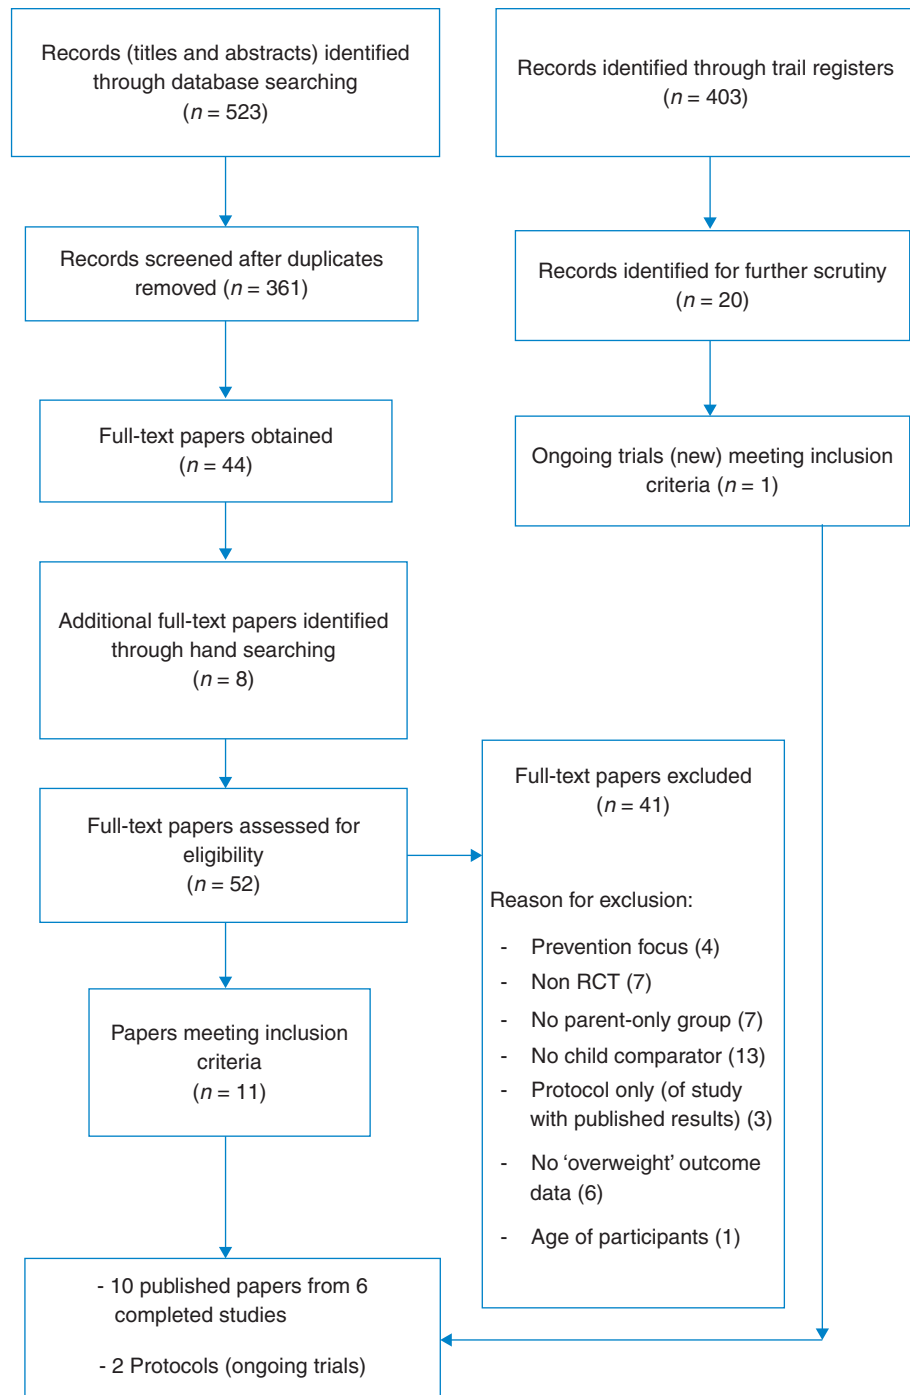 Records (titles and abstracts) identified
through database searching
(n = 523)
Records identified through trail registers
(n = 403)
Records screened after duplicates
removed (n = 361)
Records identified for further scrutiny
(n = 20)
Full-text papers obtained
(n = 44)
Ongoing trials (new) meeting inclusion
criteria (n = 1)
Additional full-text papers identified
through hand searching
(n = 8)
Full-text papers assessed for
eligibility
(n = 52)
Full-text papers excluded
(n = 41)
Reason for exclusion:
- Prevention focus (4)
- Non RCT (7)
- No parent-only group (7)
- No child comparator (13)
- Protocol only (of study
with published results) (3)
- No ‘overweight’ outcome
data (6)
- Age of participants (1)
Papers meeting inclusion
criteria
(n = 11)
- 10 published papers from 6
completed studies
- 2 Protocols (ongoing trials)